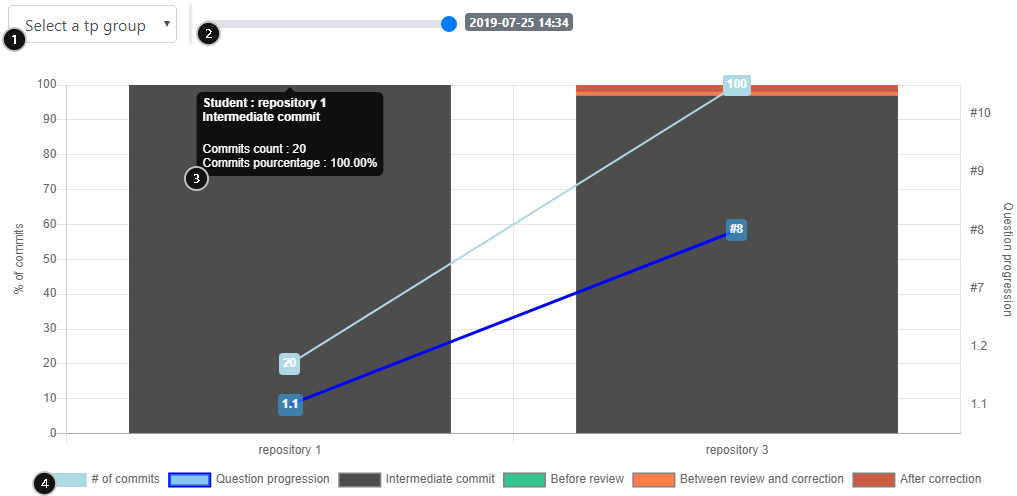 Select a tp group
1
2
2019-07-25 14:34
100
90
80
70
60
50
40
30
20
10
0
% of commits
Student : repository 1
Intermediate commit
Commits count : 20
Commits pourcentage : 100.00%
3
100
#8
20
1.1
#10
#9
#8
#7
1.2
1.1
Question progression
repository 1
repository 3
4
# of commits
Question progression
Intermediate commit
Before review
Between review and correction
After correction